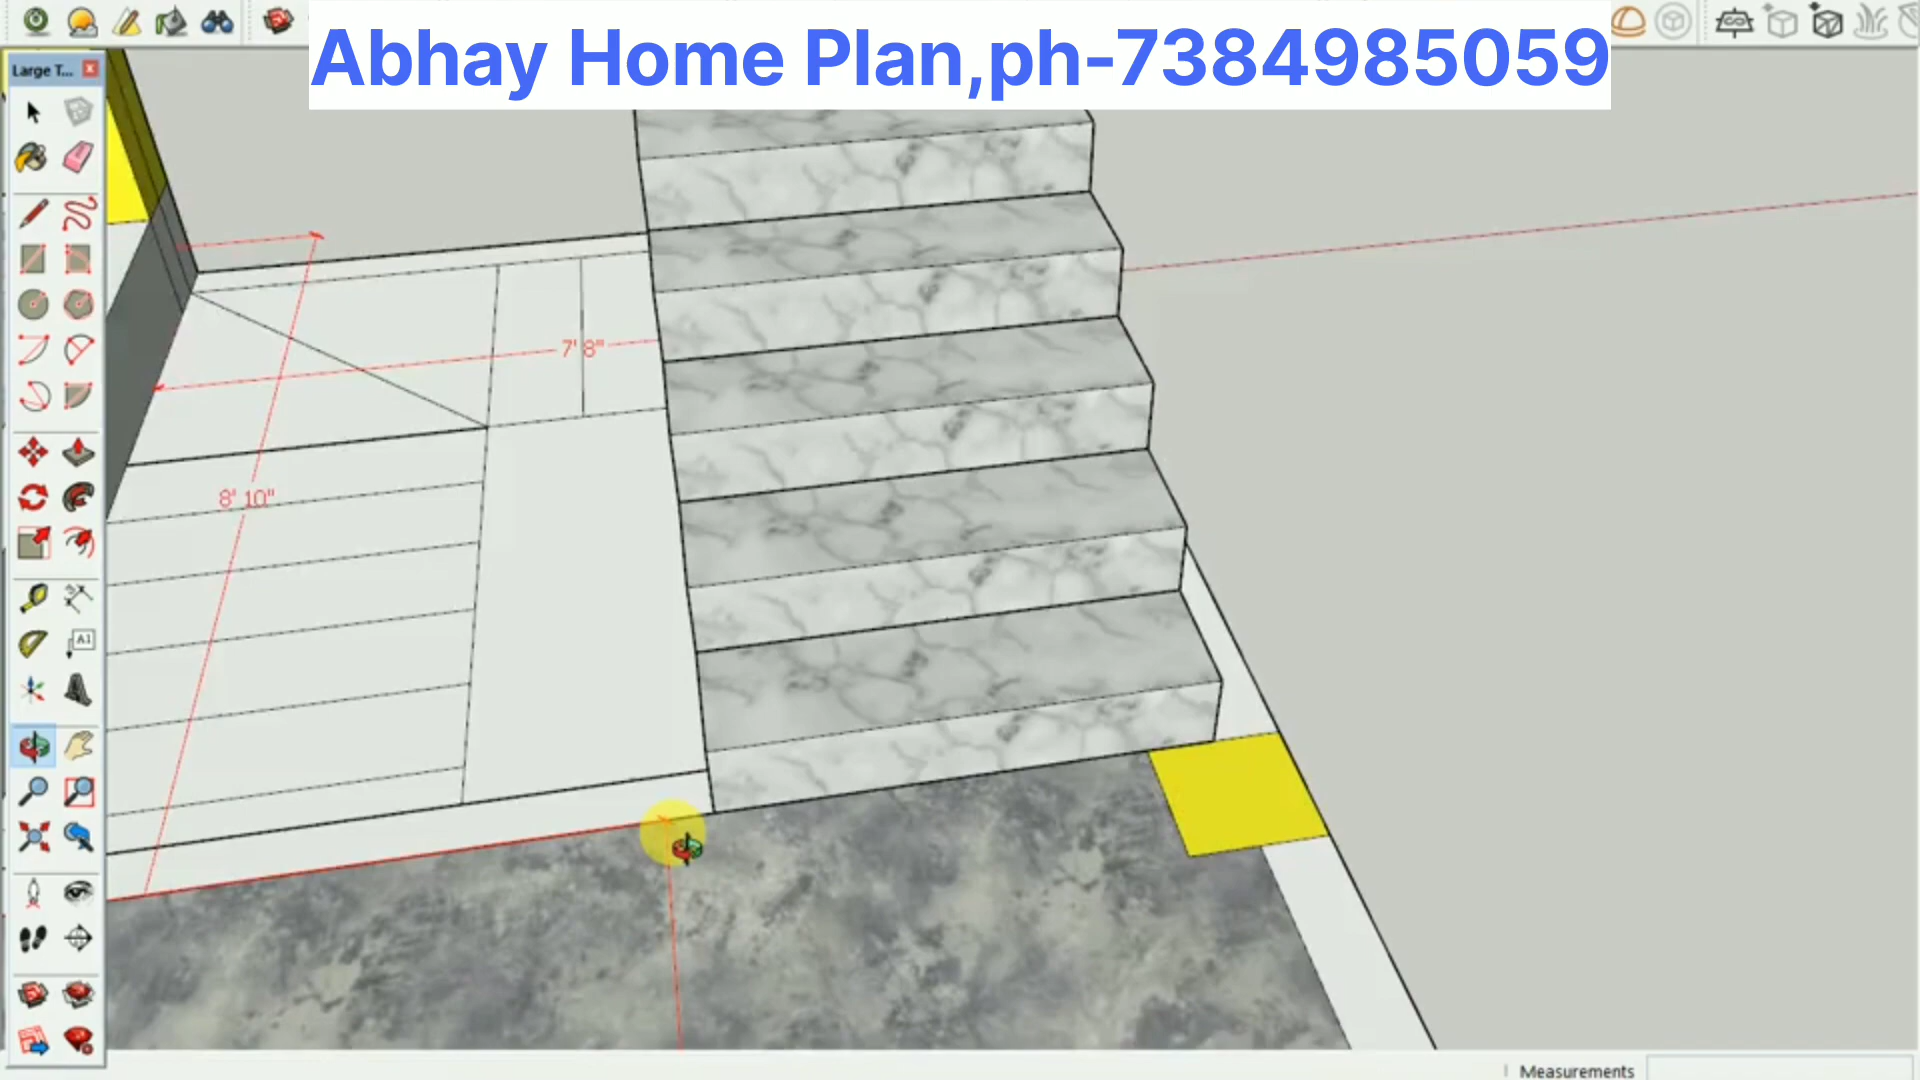 Abhay Home Plan,ph-7384985059
Large T...
7' 8"
8' 10"
A1
Measurements